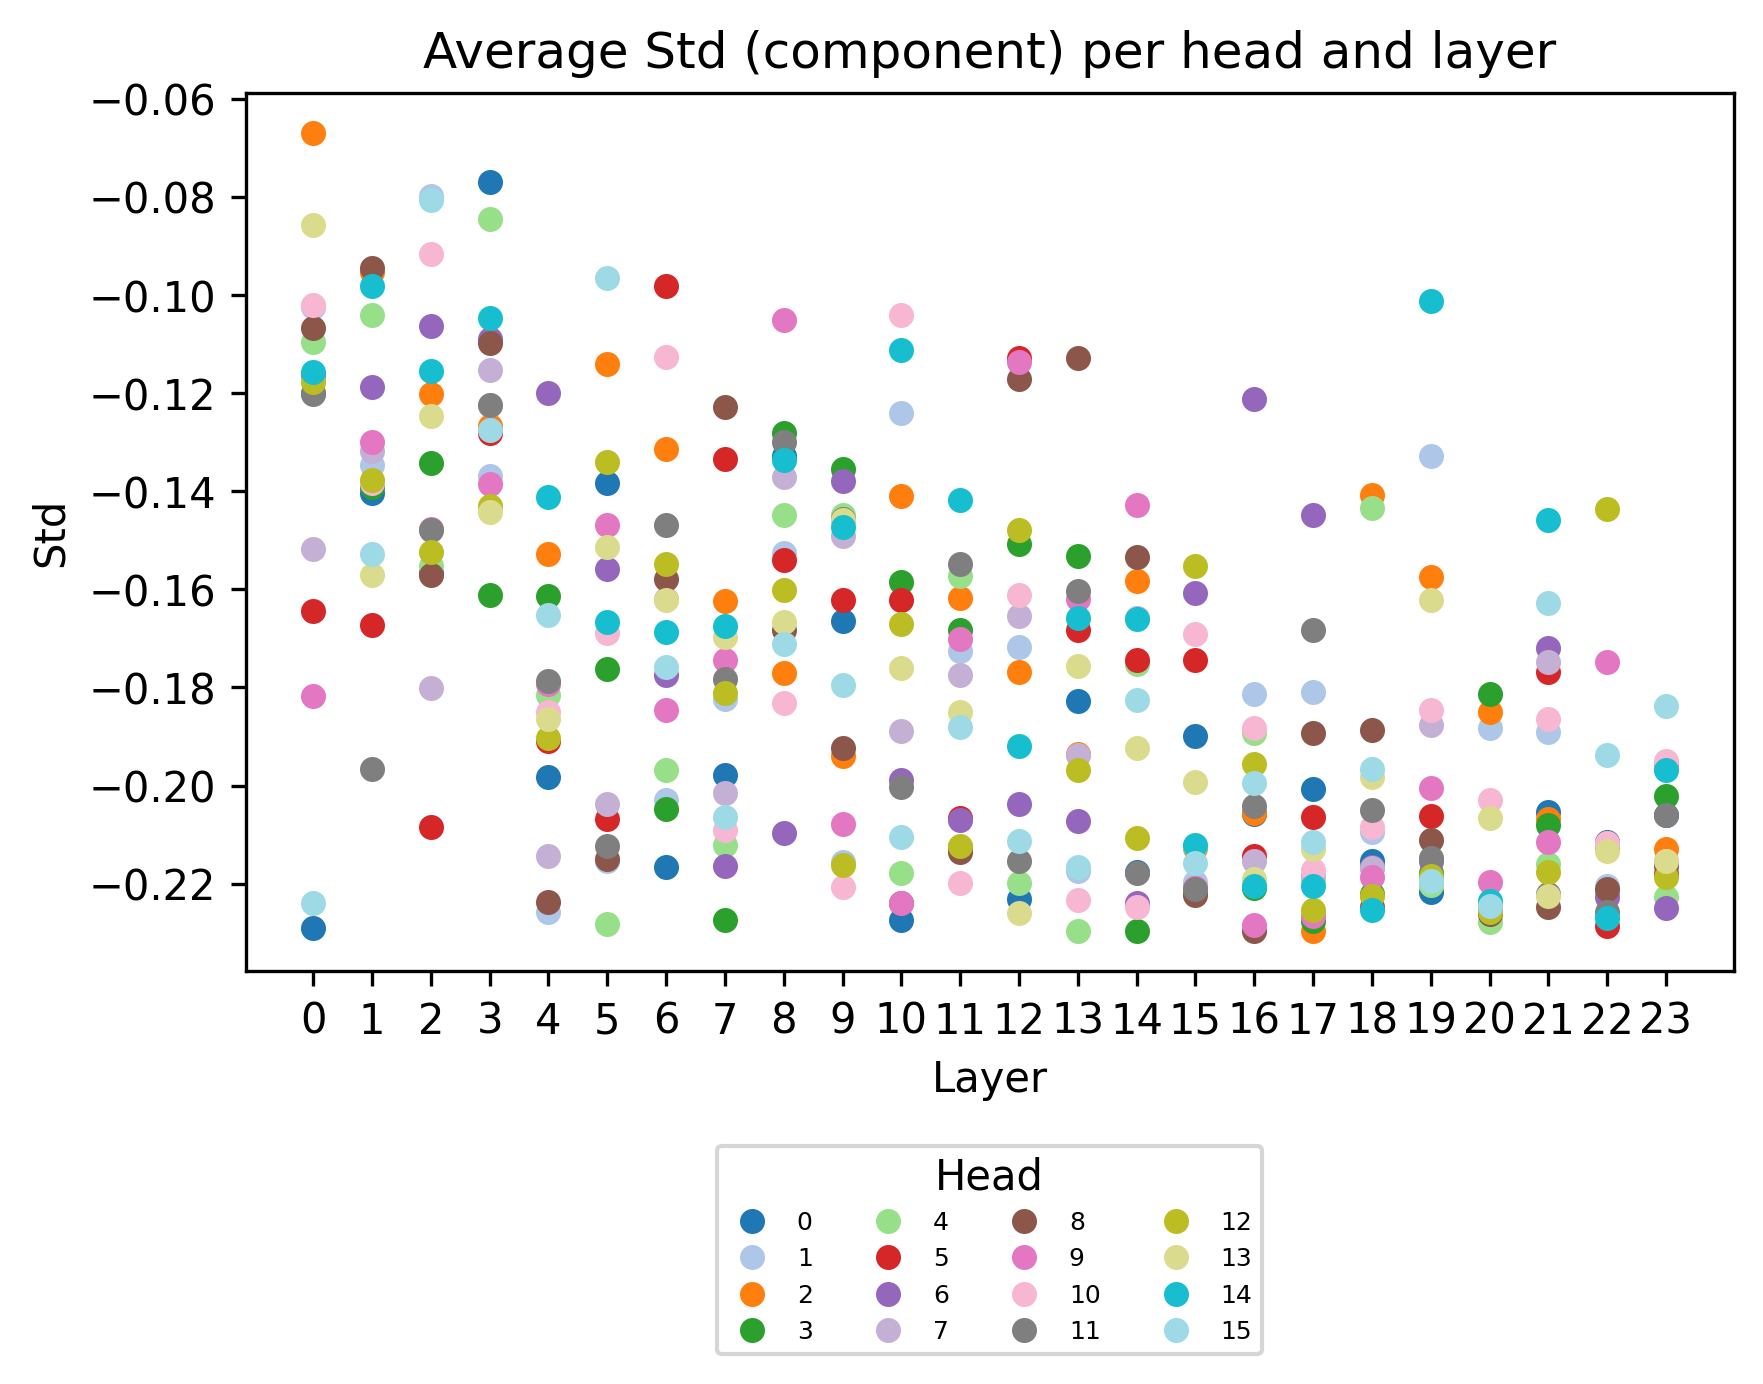 Average Std (component) per head and layer
−0.06
−0.08
−0.10
−0.12
−0.14
−0.16
−0.18
−0.20
−0.22
Std
0 1 2 3 4 5 6 7 8 9 10 11 12 13 14 15 16 17 18 19 20 21 22 23
Layer
Head
0 4 8 12
1 5 9 13
2 6 10 14
3 7 11 15